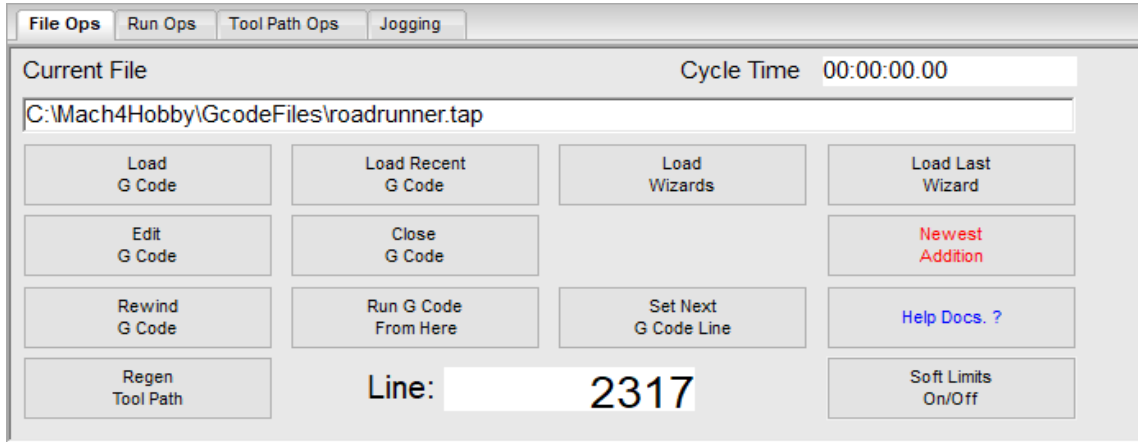 File Ops Run Ops Tool Path Ops Jogging
Current File Cycle Time 00:00:00.00
C:\Mach4Hobby\GcodeFiles\roadrunner.tap
Load Load Recent Load Load Last
G Code G Code Wizards Wizard
Edit Close Newest
G Code G Code Addition
Rewind Run G Code Set Next Help Docs. ?
G Code From Here G Code Line
Regen Line: 2317 Soft Limits
Tool Path On/Off